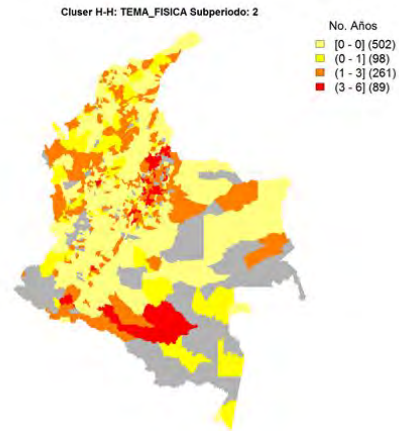 Cluser H-H: TEMA_FISICA Subperiodo: 2
No. Años
[0 - 0] (502)
(0 - 1] (98)
(1 - 3] (261)
(3 - 6] (89)